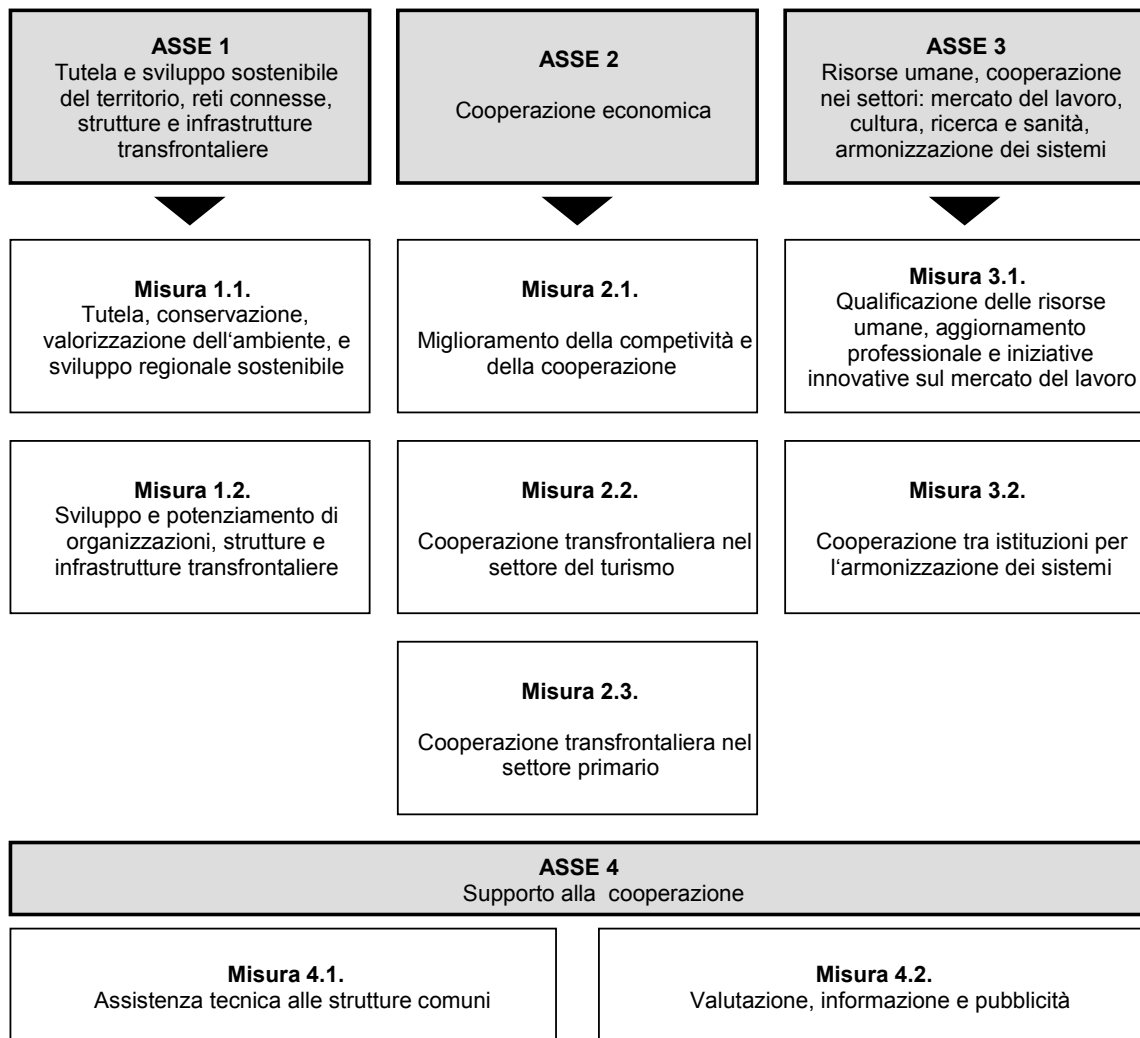 ASSE 1
Tutela e sviluppo sostenibile
del territorio, reti connesse,
strutture e infrastrutture
transfrontaliere
ASSE 2
Cooperazione economica
ASSE 3
Risorse umane, cooperazione
nei settori: mercato del lavoro,
cultura, ricerca e sanità,
armonizzazione dei sistemi
Misura 1.1.
Tutela, conservazione,
valorizzazione dell‘ambiente, e
sviluppo regionale sostenibile
Misura 2.1.
Miglioramento della competività e
della cooperazione
Misura 3.1.
Qualificazione delle risorse
umane, aggiornamento
professionale e iniziative
innovative sul mercato del lavoro
Misura 1.2.
Sviluppo e potenziamento di
organizzazioni, strutture e
infrastrutture transfrontaliere
Misura 2.2.
Cooperazione transfrontaliera nel
settore del turismo
Misura 3.2.
Cooperazione tra istituzioni per
l‘armonizzazione dei sistemi
Misura 2.3.
Cooperazione transfrontaliera nel
settore primario
ASSE 4
Supporto alla  cooperazione
Misura 4.1.
Assistenza tecnica alle strutture comuni
Misura 4.2.
Valutazione, informazione e pubblicità